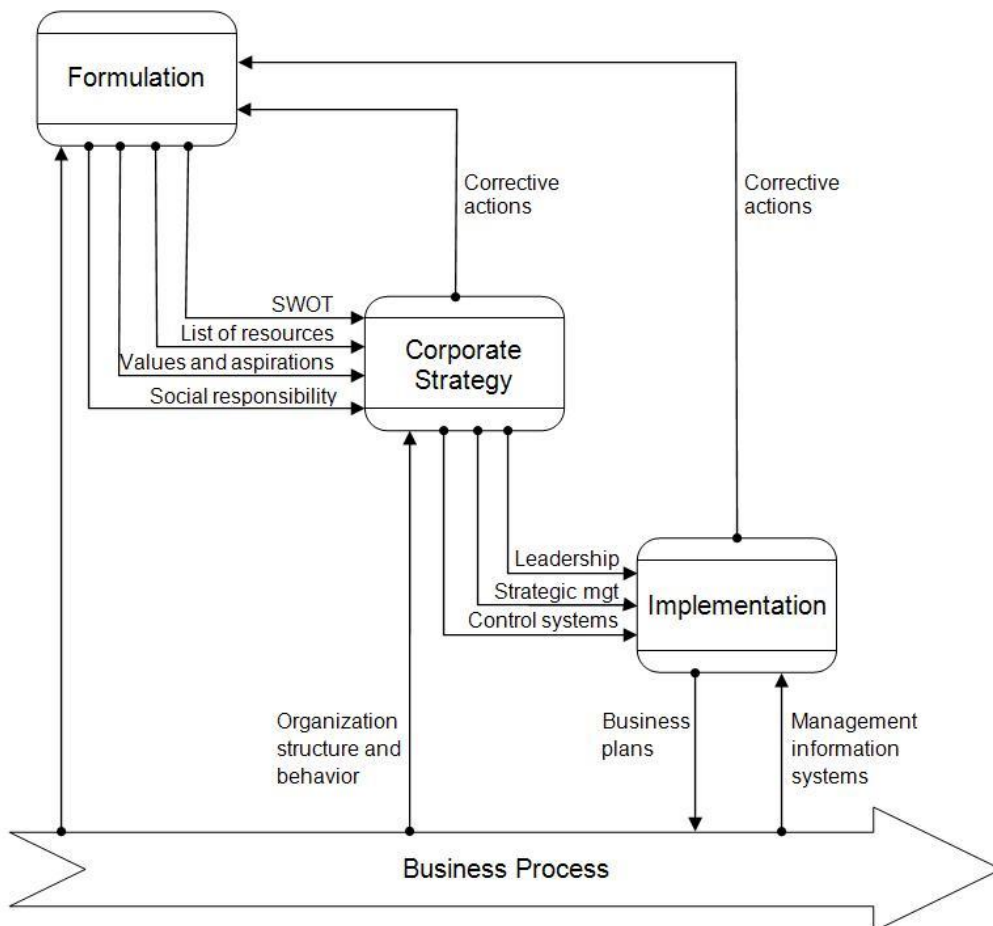 Formulation
Corrective
actions
Corrective
actions
SWOT
List of resources
Values and aspirations
Social responsibility
Corporate
Strategy
Leadership
Strategic mgt
Control systems
Implementation
Organization
structure and
behavior
Business
plans
Management
information
systems
Business Process